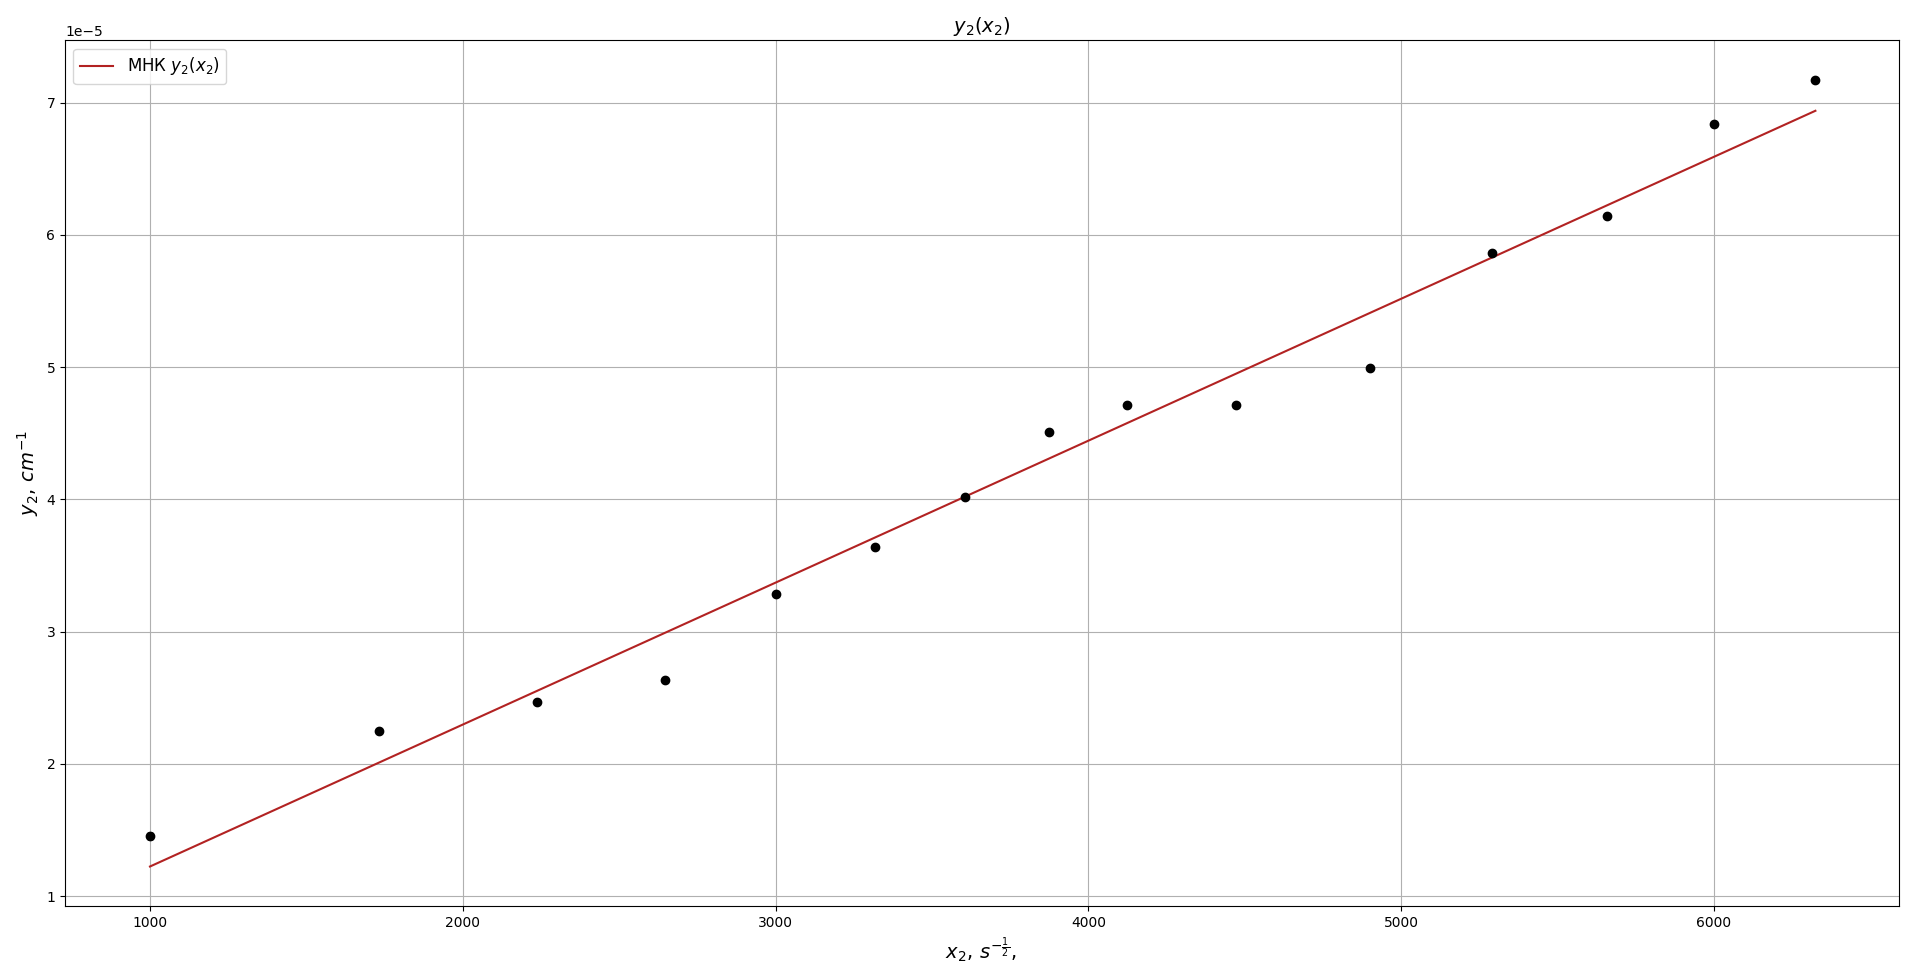 y₂(x₂)
1e−5
МНК y₂(x₂)
7
6
5
4
3
2
1
y₂, cm⁻¹
1000 2000 3000 4000 5000 6000
x₂, s^{−\frac{1}{2}},